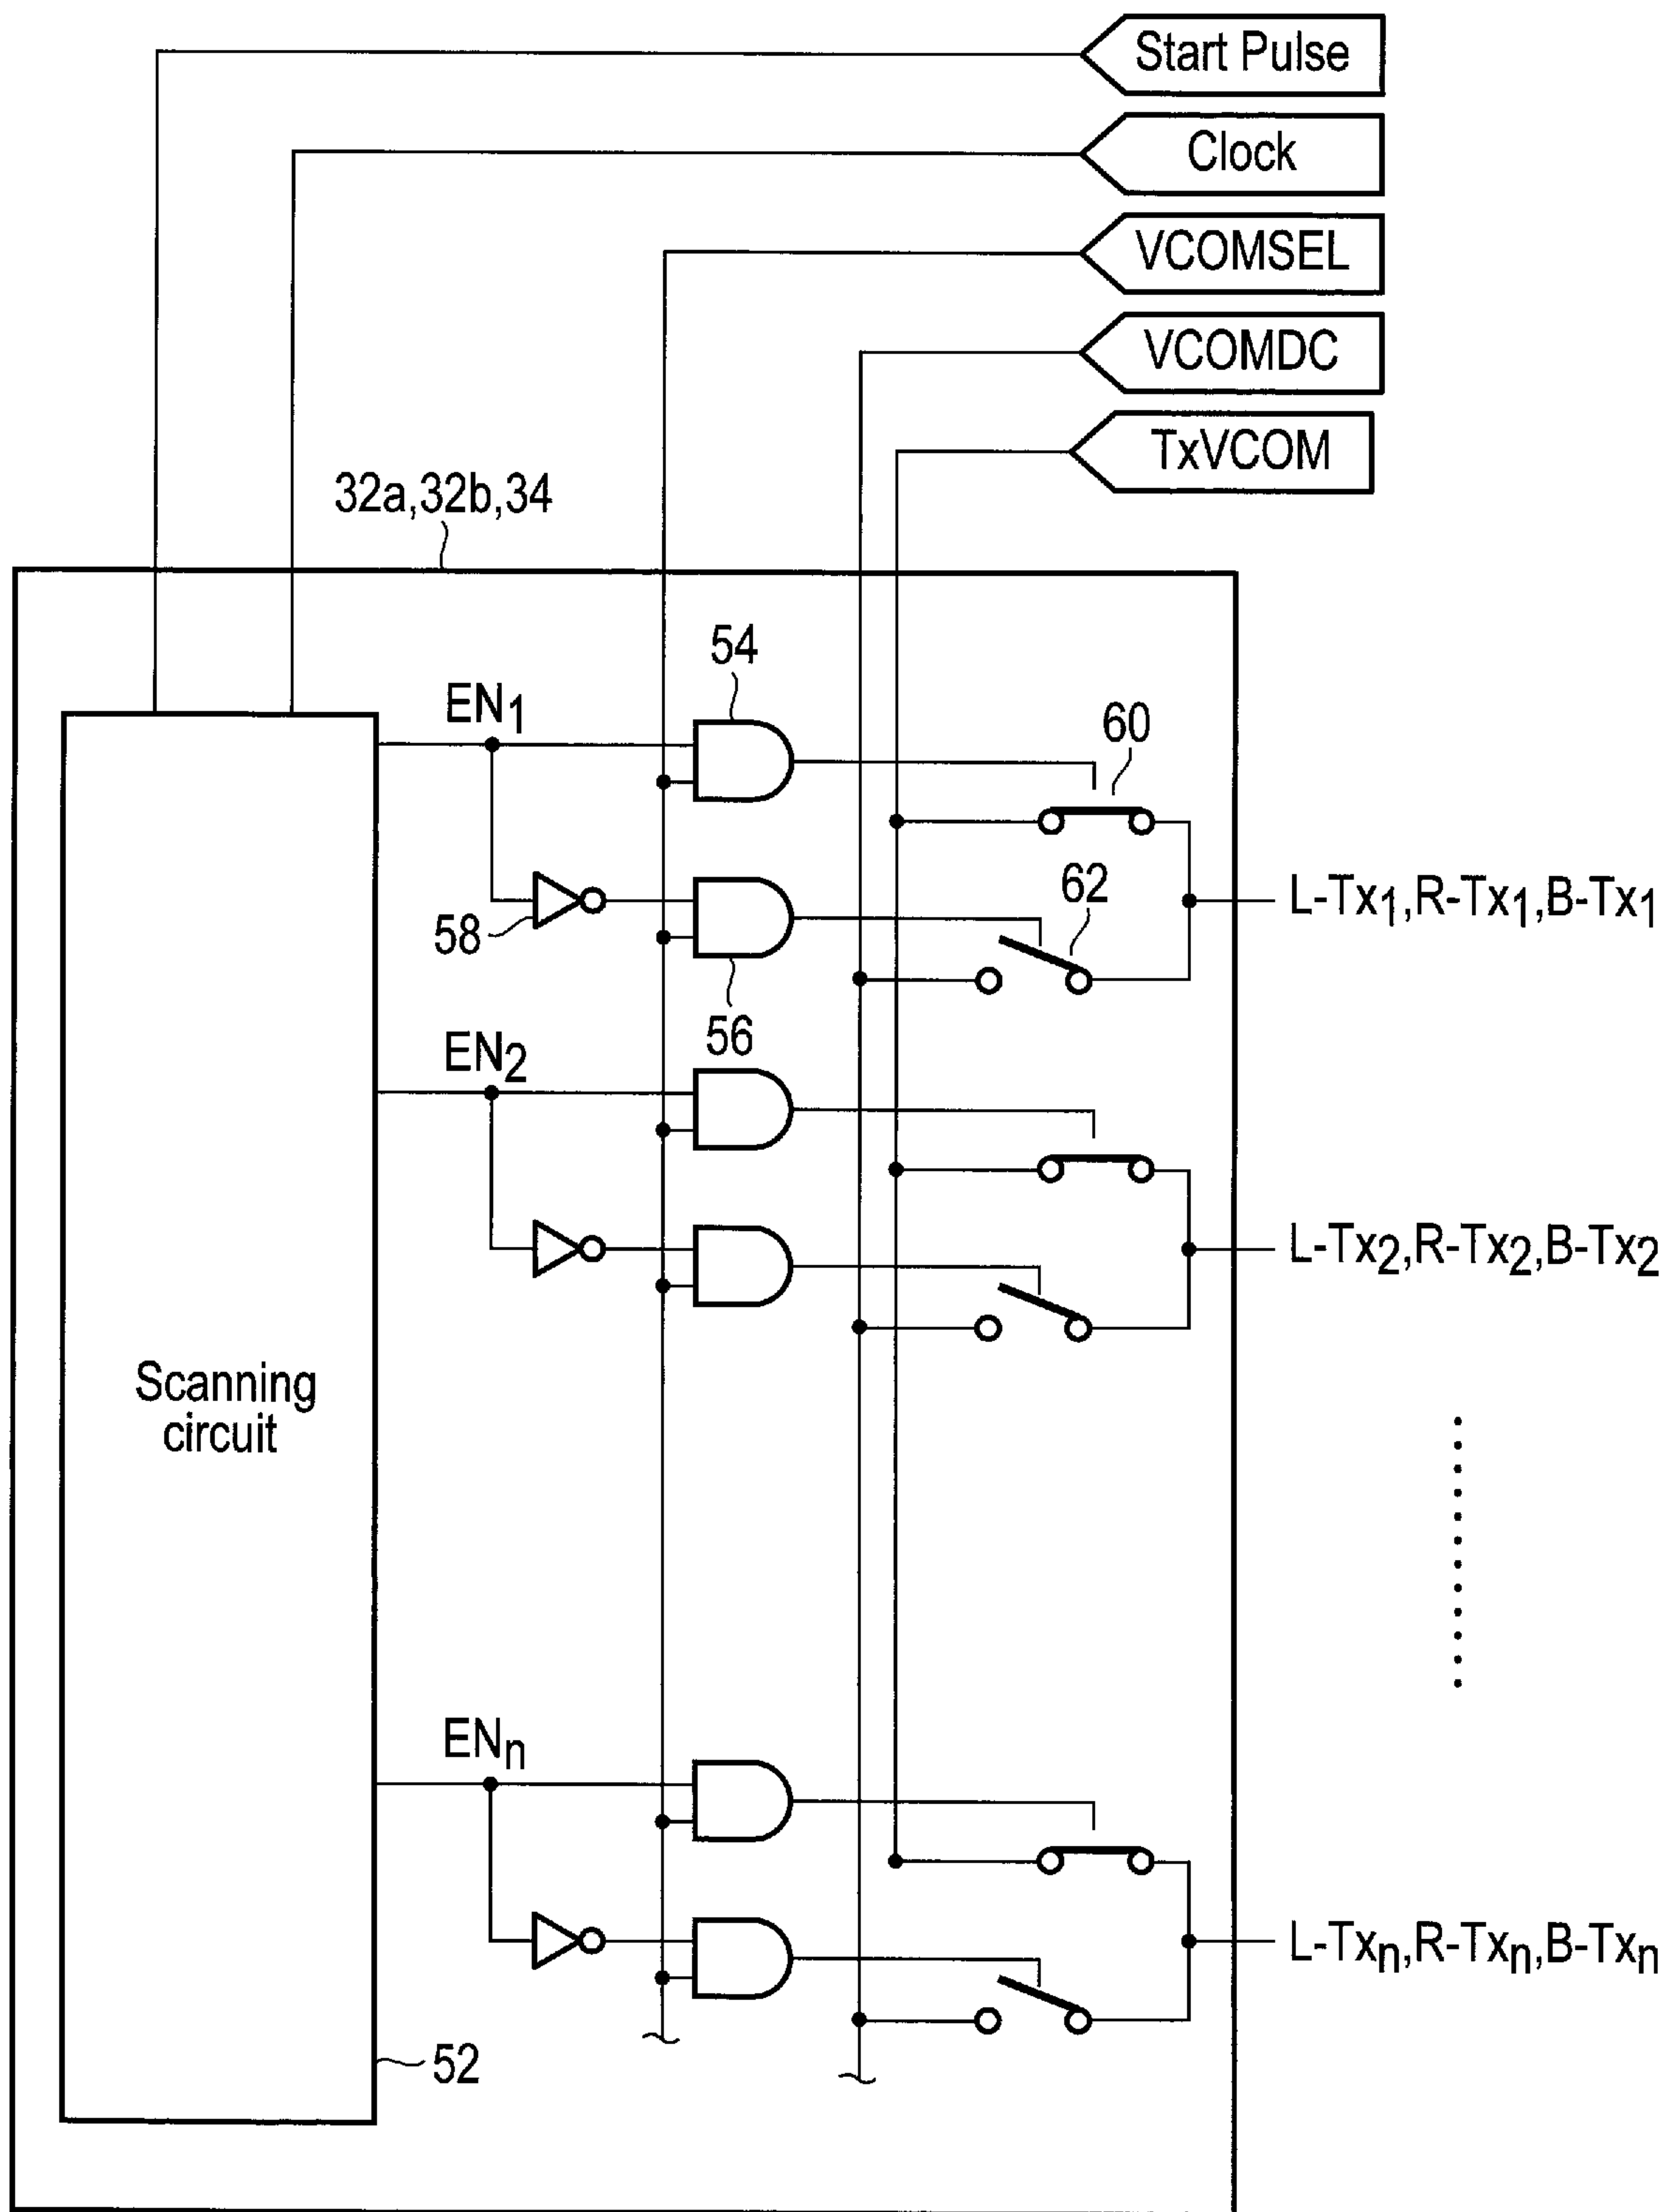 Start Pulse
Clock
VCOMSEL
VCOMDC
TxVCOM
32a,32b,34
54
EN1
60
62
L-Tx1,R-Tx1,B-Tx1
58
56
EN2
L-Tx2,R-Tx2,B-Tx2
Scanning
circuit
ENn
L-Txn,R-Txn,B-Txn
52